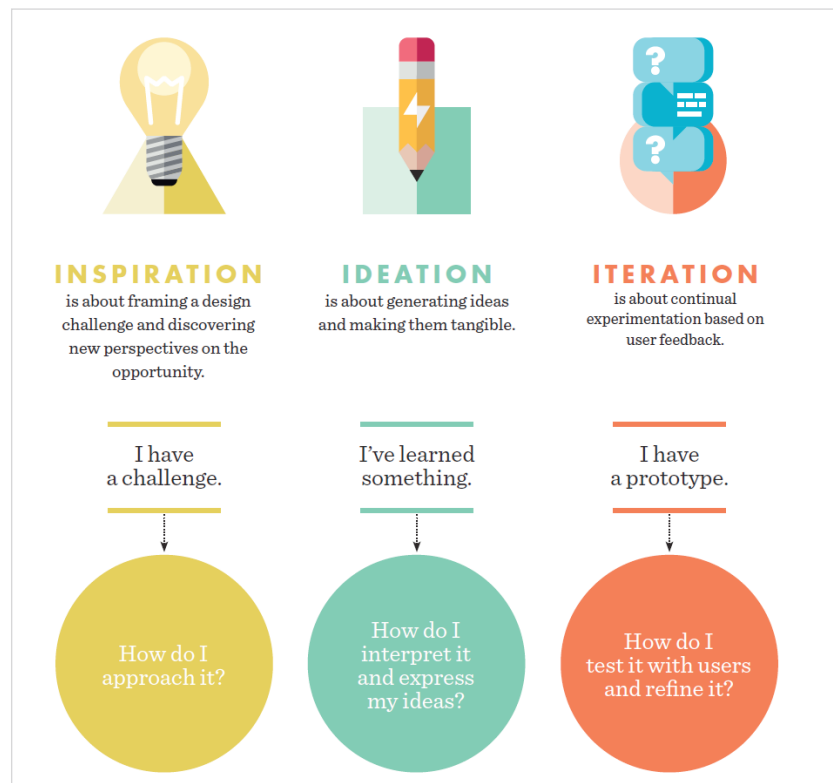 ?
?
INSPIRATION
is about framing a design
challenge and discovering
new perspectives on the
opportunity.
I have
a challenge.
How do I
approach it?
IDEATION
is about generating ideas
and making them tangible.
I’ve learned
something.
How do I
interpret it
and express
my ideas?
ITERATION
is about continual
experimentation based on
user feedback.
I have
a prototype.
How do I
test it with users
and refine it?